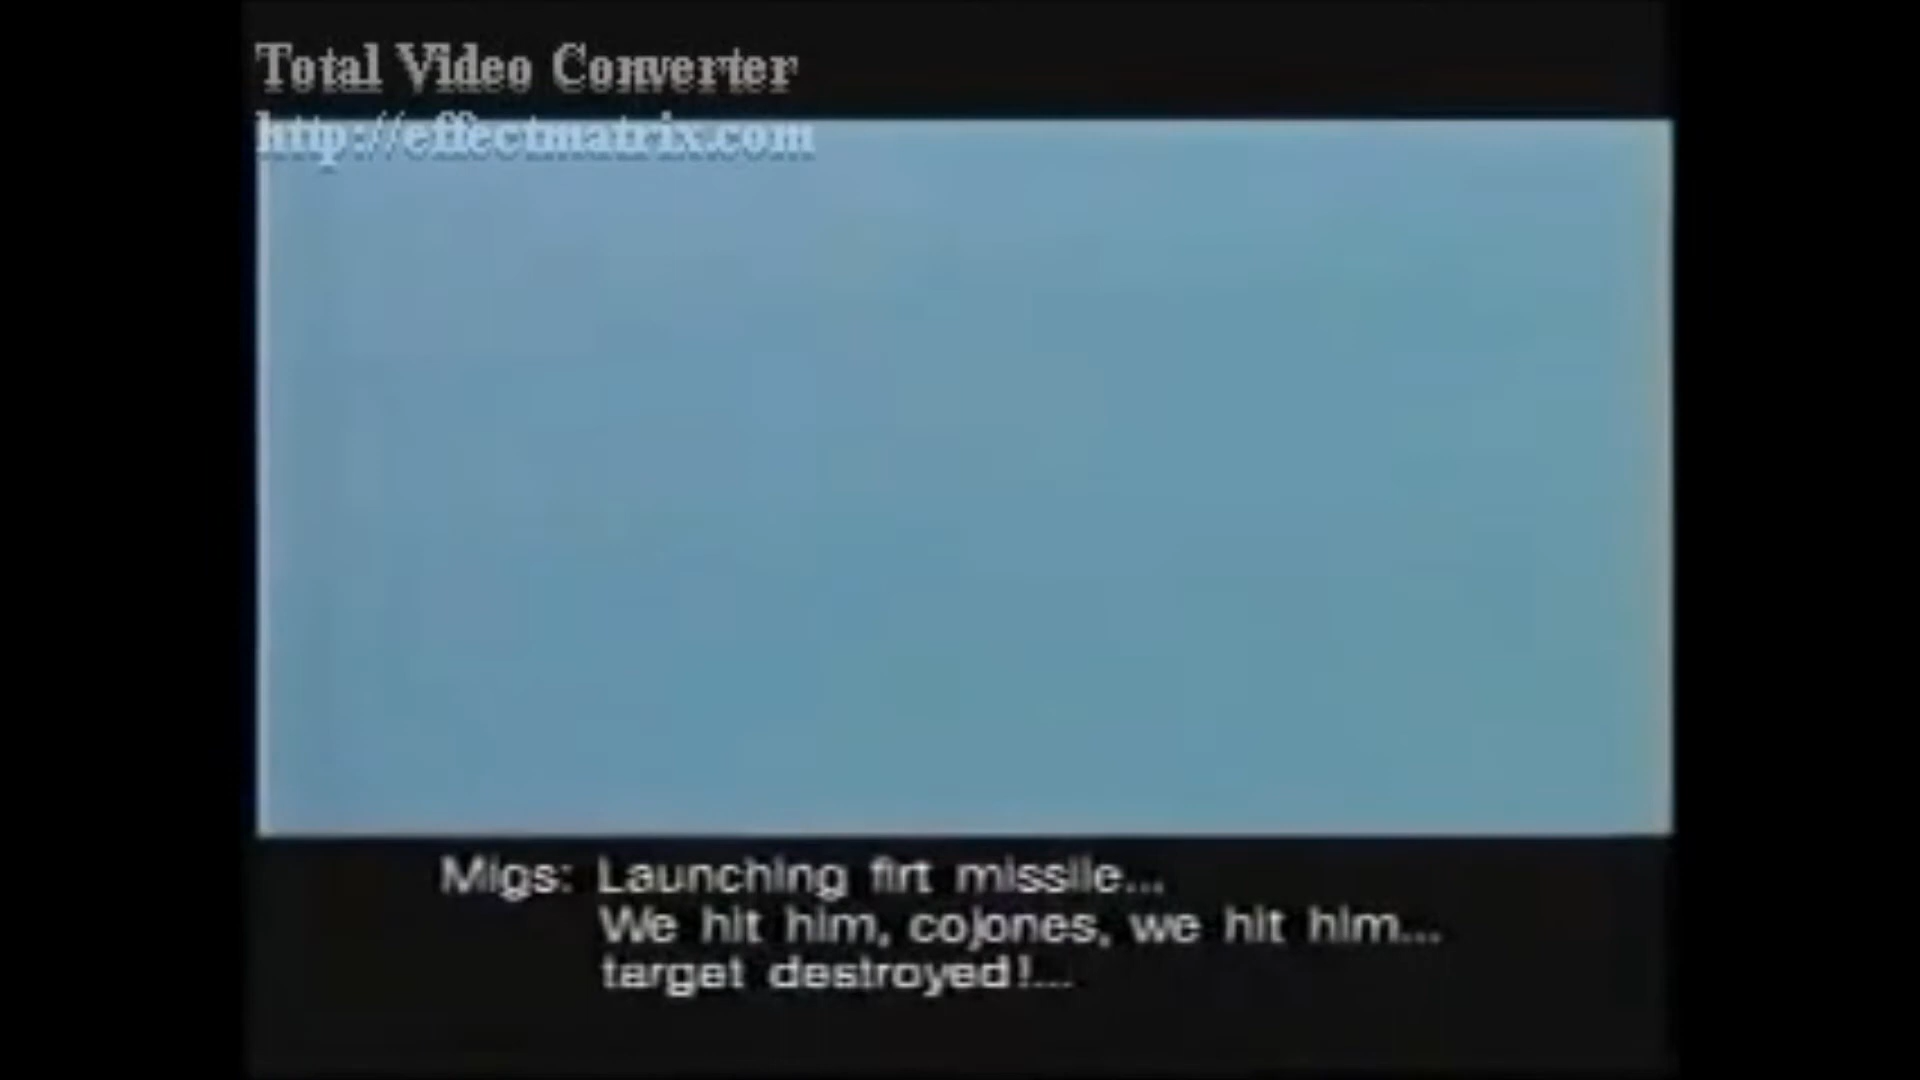 Total Video Converter
http://effectmatrix.com
Migs: Launching firt missile...
We hit him, cojones, we hit him...
target destroyed!...